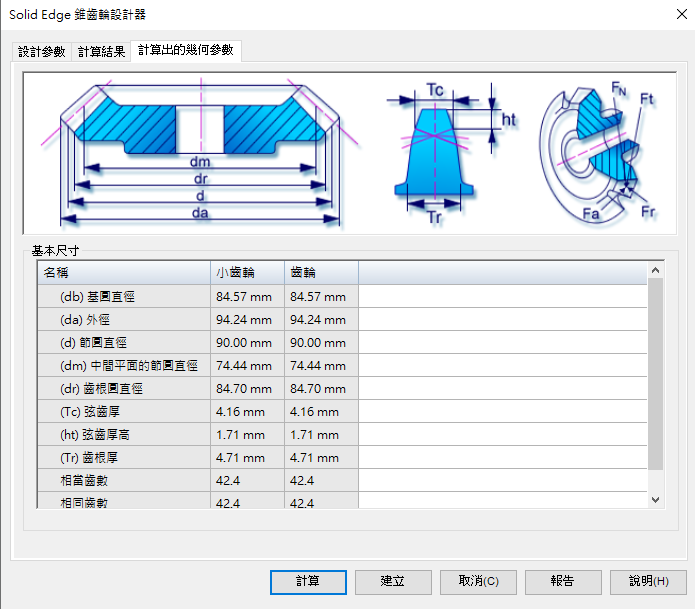 Solid Edge 錐齒輪設計器
設計參數 計算結果 計算出的幾何參數
dm
dr
d
da
Tc
ht
Tr
FN
Ft
Fa
Fr
基本尺寸
名稱 小齒輪 齒輪
(db) 基圓直徑 84.57 mm 84.57 mm
(da) 外徑 94.24 mm 94.24 mm
(d) 節圓直徑 90.00 mm 90.00 mm
(dm) 中間平面的節圓直徑 74.44 mm 74.44 mm
(dr) 齒根圓直徑 84.70 mm 84.70 mm
(Tc) 弦齒厚 4.16 mm 4.16 mm
(ht) 弦齒厚高 1.71 mm 1.71 mm
(Tr) 齒根厚 4.71 mm 4.71 mm
相當齒數 42.4 42.4
相同齒數 42.4 42.4
計算 建立 取消(C) 報告 說明(H)